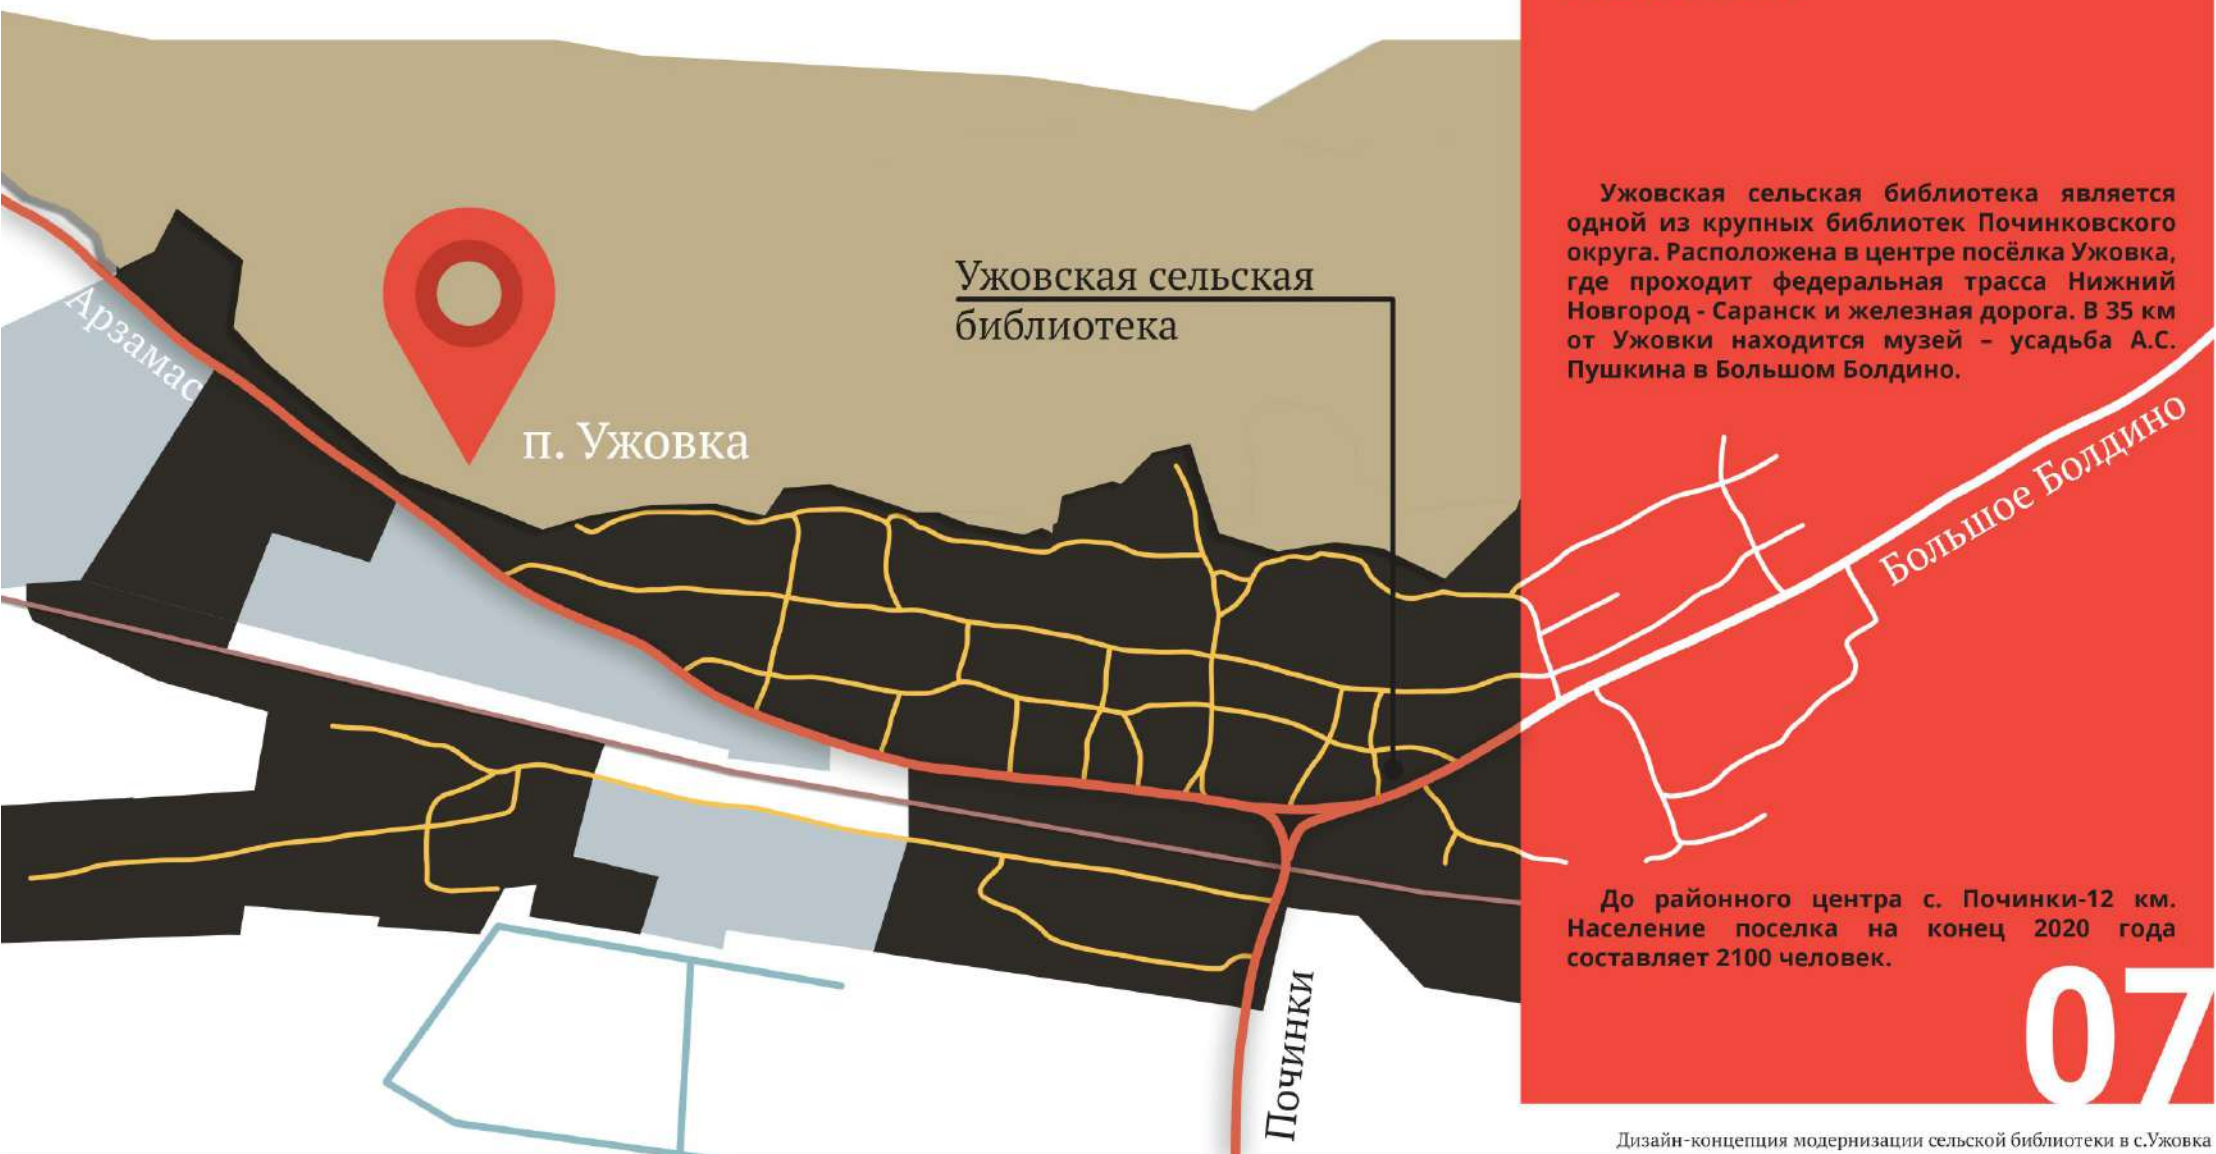 Арзамас
п. Ужовка
Ужовская сельская
библиотека
Ужовская сельская библиотека является
одной из крупных библиотек Починковского
округа. Расположена в центре посёлка Ужовка,
где проходит федеральная трасса Нижний
Новгород - Саранск и железная дорога. В 35 км
от Ужовки находится музей – усадьба А.С.
Пушкина в Большом Болдино.
Большое Болдино
До районного центра с. Починки-12 км.
Население поселка на конец 2020 года
составляет 2100 человек.
Починки
07
Дизайн-концепция модернизации сельской библиотеки в с.Ужовка